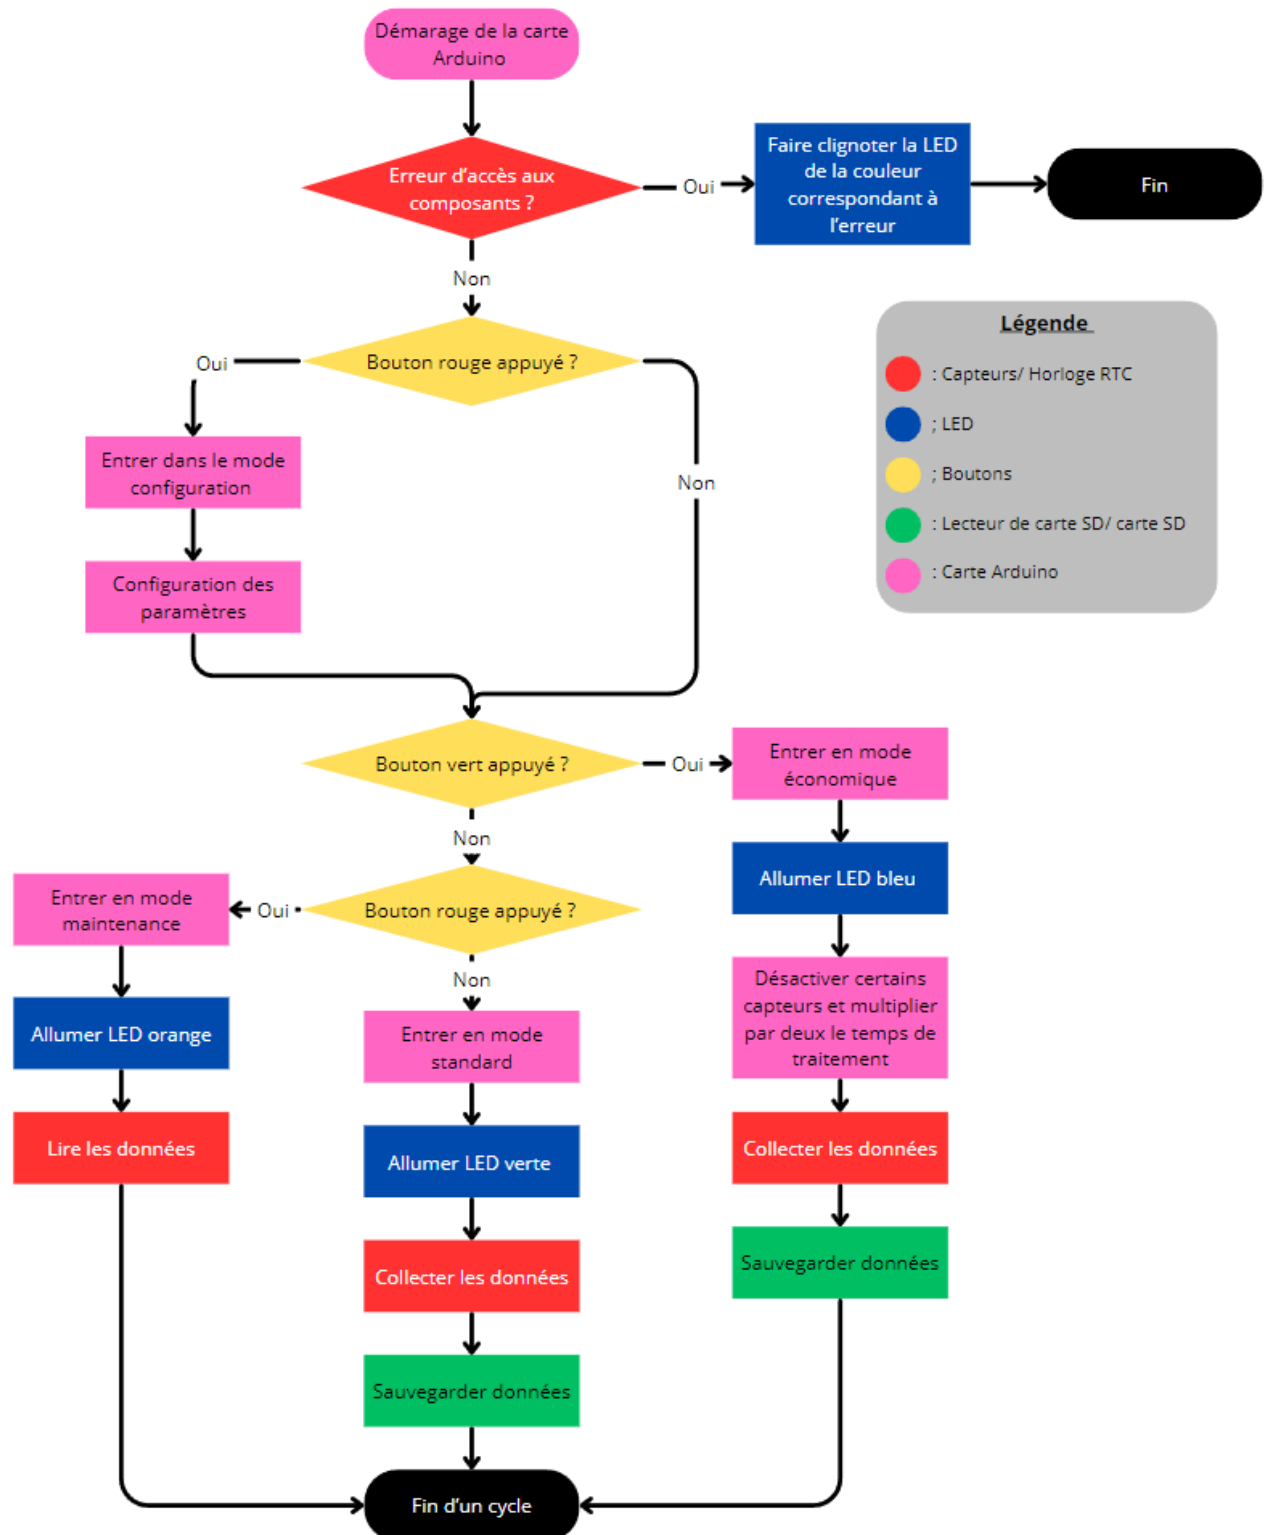 Démarage de la carte
Arduino
Erreur d'accès aux
composants ?
Oui
Faire clignoter la LED
de la couleur
correspondant à
l'erreur
Fin
Non
Légende
: Capteurs/ Horloge RTC
; LED
; Boutons
: Lecteur de carte SD/ carte SD
: Carte Arduino
Bouton rouge appuyé ?
Oui
Non
Entrer dans le mode
configuration
Configuration des
paramètres
Bouton vert appuyé ?
Oui
Entrer en mode
économique
Non
Allumer LED bleu
Bouton rouge appuyé ?
Oui
Entrer en mode
maintenance
Non
Désactiver certains
capteurs et multiplier
par deux le temps de
traitement
Allumer LED orange
Entrer en mode
standard
Lire les données
Allumer LED verte
Collecter les données
Collecter les données
Sauvegarder données
Sauvegarder données
Fin d'un cycle